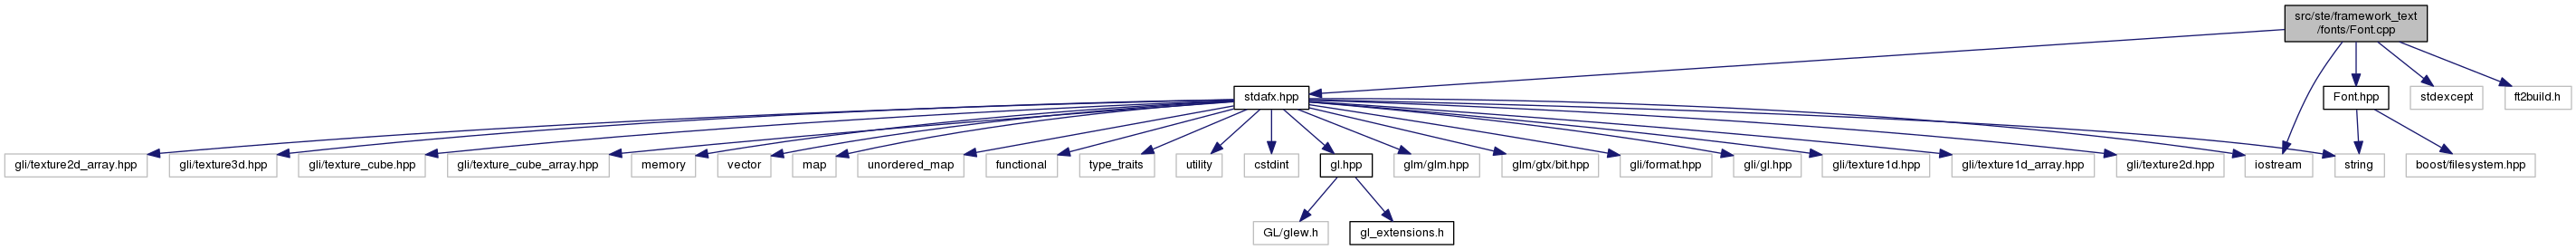 src/ste/framework_text
/fonts/Font.cpp
stdafx.hpp
Font.hpp
stdexcept
ft2build.h
gli/texture2d_array.hpp
gli/texture3d.hpp
gli/texture_cube.hpp
gli/texture_cube_array.hpp
memory
vector
map
unordered_map
functional
type_traits
utility
cstdint
gl.hpp
glm/glm.hpp
glm/gtx/bit.hpp
gli/format.hpp
gli/gl.hpp
gli/texture1d.hpp
gli/texture1d_array.hpp
gli/texture2d.hpp
iostream
string
boost/filesystem.hpp
GL/glew.h
gl_extensions.h